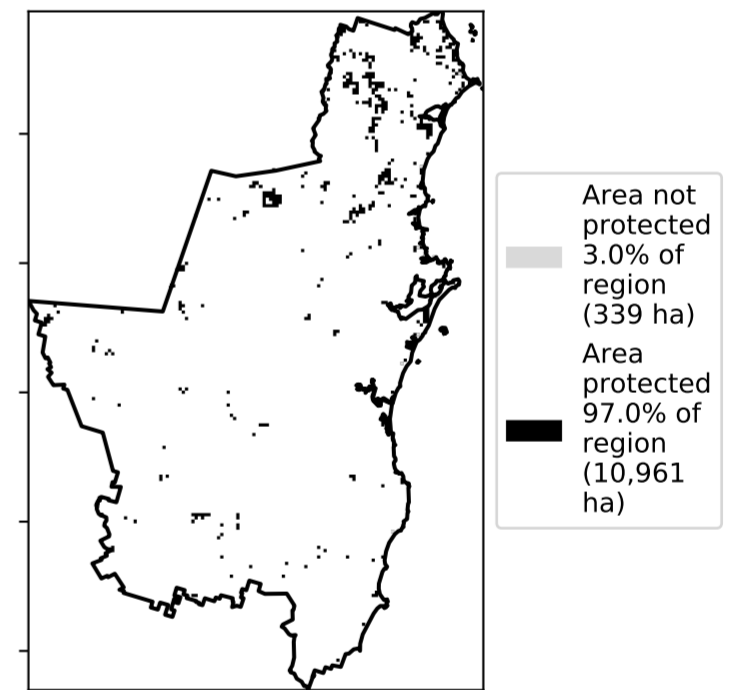 Area not
protected
3.0% of
region
(339 ha)
Area
protected
97.0% of
region
(10,961
ha)